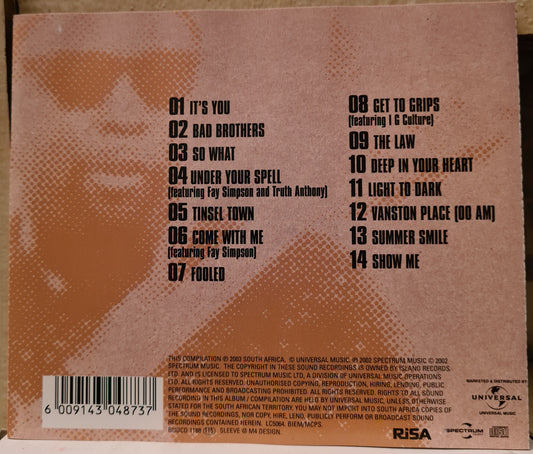 01 IT'S YOU
02 BAD BROTHERS
03 SO WHAT
04 UNDER YOUR SPELL
(featuring Fay Simpson and Truth Anthony)
05 TINSEL TOWN
06 COME WITH ME
(featuring Fay Simpson)
07 FOOLED
08 GET TO GRIPS
(featuring I G Culture)
09 THE LAW
10 DEEP IN YOUR HEART
11 LIGHT TO DARK
12 VANSTON PLACE (00 AM)
13 SUMMER SMILE
14 SHOW ME
THIS COMPILATION ℗ 2003 SOUTH AFRICA. © UNIVERSAL MUSIC ℗ 2002 SPECTRUM MUSIC © 2002
SPECTRUM MUSIC. THE COPYRIGHT IN THESE SOUND RECORDINGS IS OWNED BY ISLAND RECORDS
LTD. AND IS LICENSED TO SPECTRUM MUSIC LTD, A DIVISION OF UNIVERSAL MUSIC OPERATIONS
LTD. ALL RIGHTS RESERVED. UNAUTHORISED COPYING, REPRODUCTION, HIRING, LENDING, PUBLIC
PERFORMANCE AND BROADCASTING PROHIBITED. ALL RIGHTS RESERVED. RIGHTS TO THE SOUND
RECORDING IN THIS ALBUM / COMPILATION ARE HELD BY UNIVERSAL MUSIC, UNLESS OTHERWISE
STATED FOR THE SOUTH AFRICAN TERRITORY. YOU MAY NOT IMPORT INTO SOUTH AFRICA COPIES OF
THE SOUND RECORDINGS, NOR COPY, HIRE, LEND, PUBLICLY PERFORM OR BROADCAST SOUND
RECORDINGS CONTAINED HEREIN. LC5064. BIEM/MCPS.
SLEEVE @ M4 DESIGN.
6 009143 048737
RiSA
SPECTRUM
MARKETED & DISTRIBUTED BY
UNIVERSAL
UNIVERSAL MUSIC